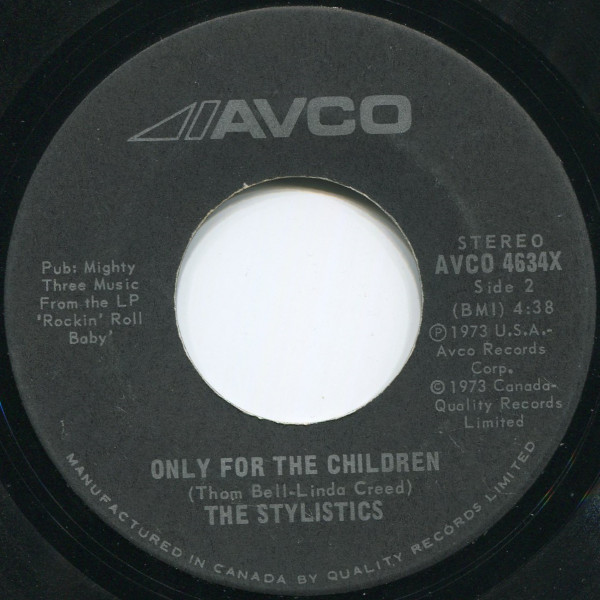 AVCO
Pub: Mighty
Three Music
From the LP
'Rockin' Roll
Baby'
STEREO
AVCO 4634X
Side 2
(BMI) 4:38
Ⓟ1973 U.S.A.-
Avco Records
Corp.
©1973 Canada-
Quality Records
Limited
ONLY FOR THE CHILDREN
(Thom Bell-Linda Creed)
THE STYLISTICS
MANUFACTURED IN CANADA BY QUALITY RECORDS LIMITED